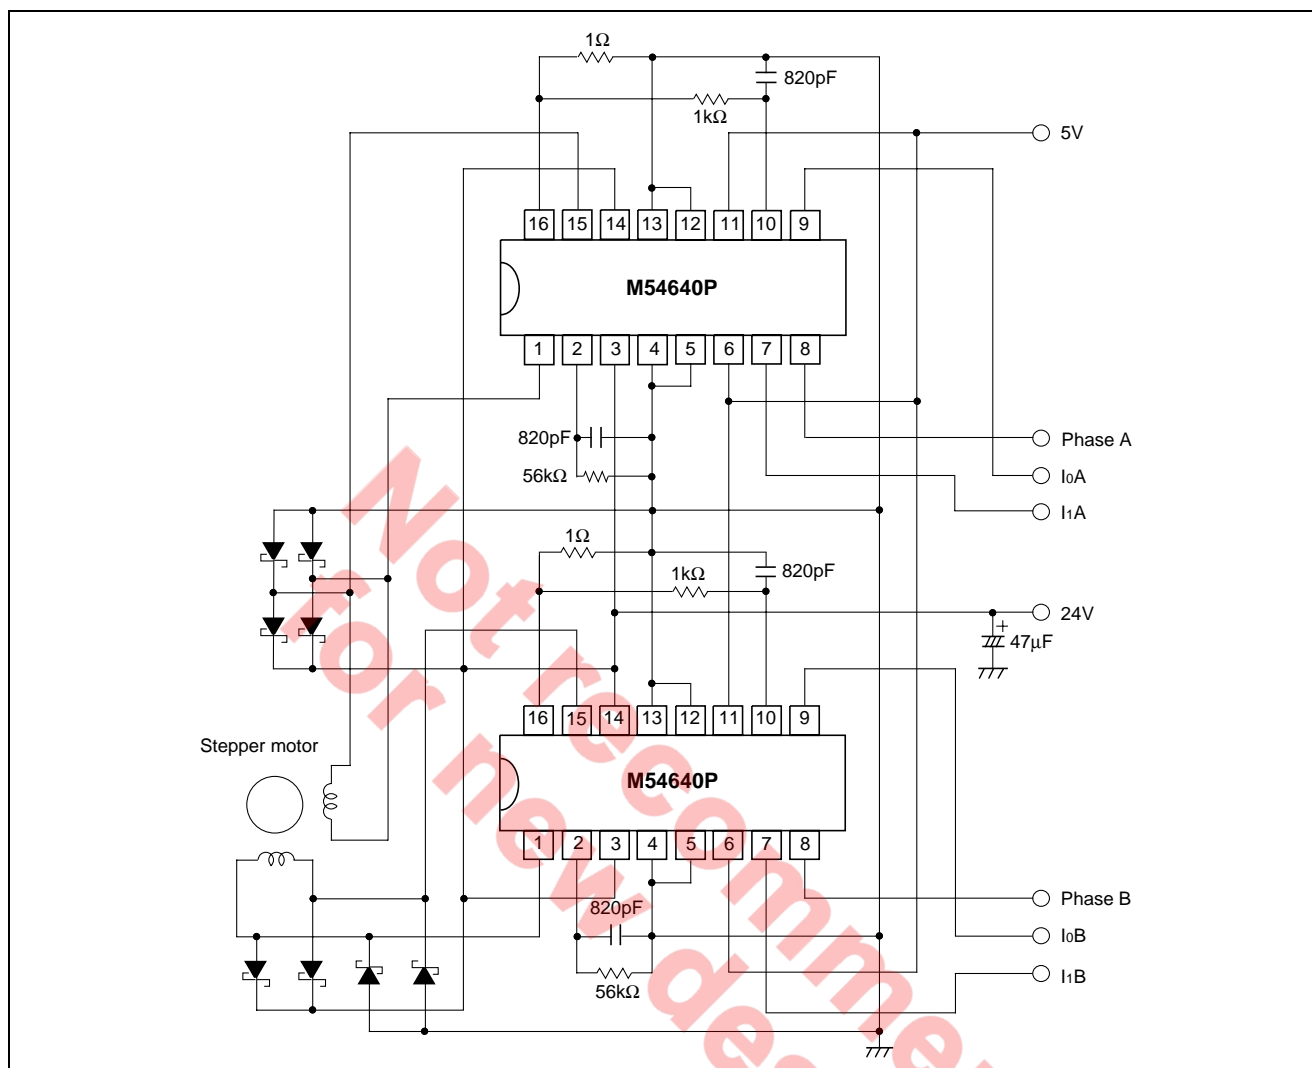 1Ω
820pF
1kΩ
5V
16 15 14 13 12 11 10 9
M54640P
1 2 3 4 5 6 7 8
820pF
Phase A
56kΩ
I0A
I1A
1Ω
1kΩ
820pF
24V
+
47μF
16 15 14 13 12 11 10 9
Stepper motor
M54640P
1 2 3 4 5 6 7 8
820pF
Phase B
I0B
56kΩ
I1B
Not recommen
for new des